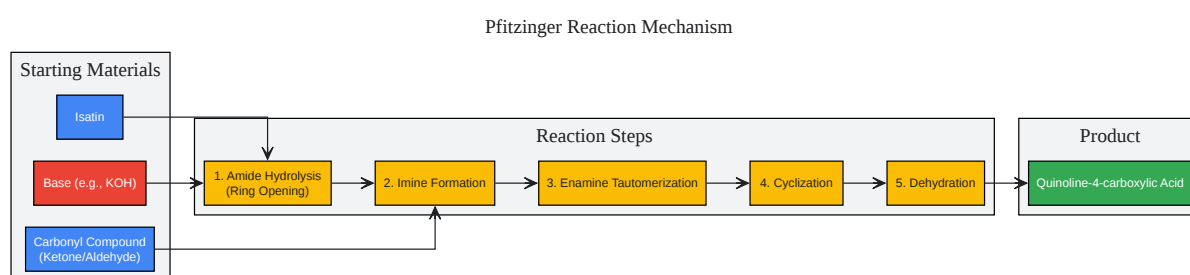 Pfitzinger Reaction Mechanism
Starting Materials
Isatin
Base (e.g., KOH)
Carbonyl Compound
(Ketone/Aldehyde)
Reaction Steps
1. Amide Hydrolysis
(Ring Opening)
2. Imine Formation
3. Enamine Tautomerization
4. Cyclization
5. Dehydration
Product
Quinoline-4-carboxylic Acid